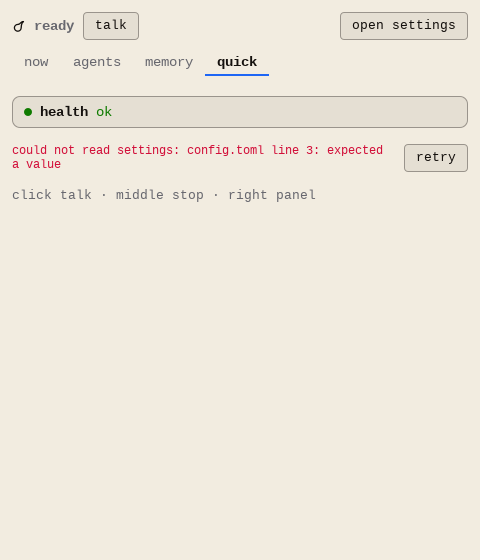 ready talk open settings
now agents memory quick
health ok
could not read settings: config.toml line 3: expected
a value
retry
click talk · middle stop · right panel